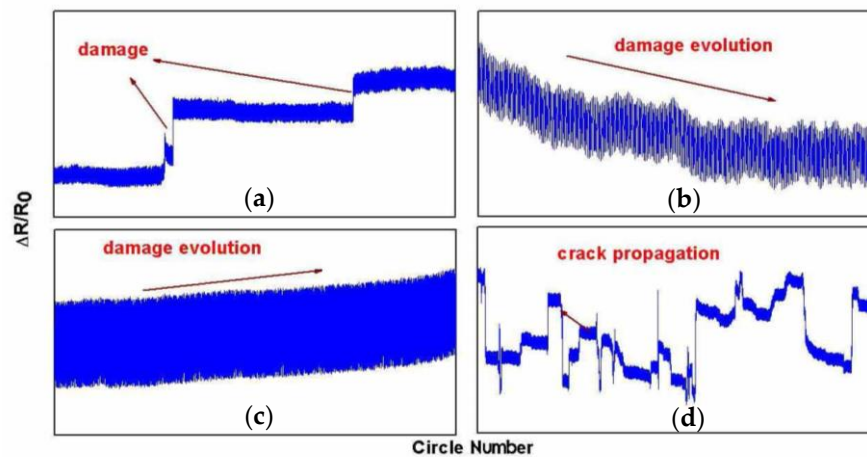 damage
(a)
damage evolution
(b)
ΔR/R0
damage evolution
(c)
crack propagation
(d)
Circle Number